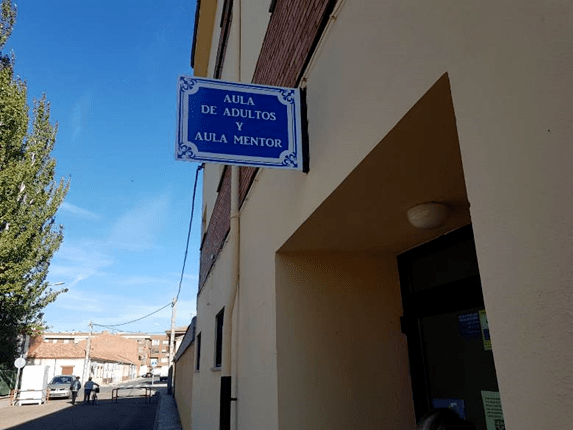 AULA
DE ADULTOS
Y
AULA MENTOR